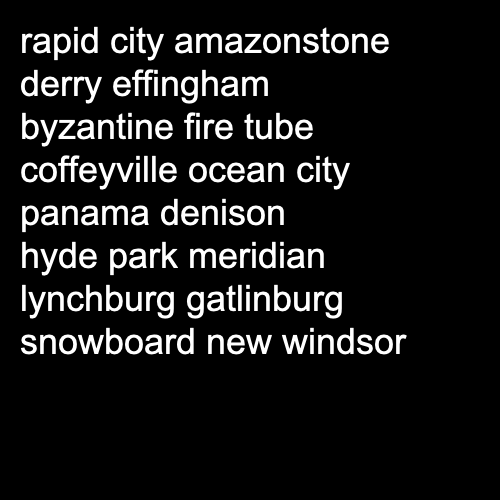 rapid city amazonstone
derry effingham
byzantine fire tube
coffeyville ocean city
panama denison
hyde park meridian
lynchburg gatlinburg
snowboard new windsor